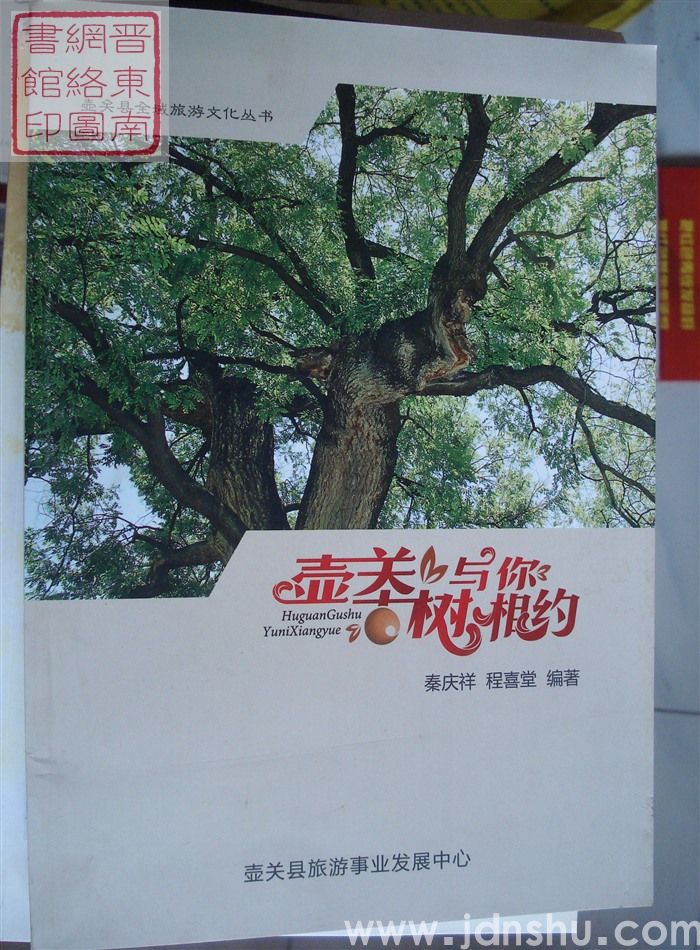 晋东南
網絡圖
書館印
壶关县全域旅游文化丛书
壶关古树 与你相约
HuguanGushu
YuniXiangyue
秦庆祥 程喜堂 编著
壶关县旅游事业发展中心
www.jdnshu.com